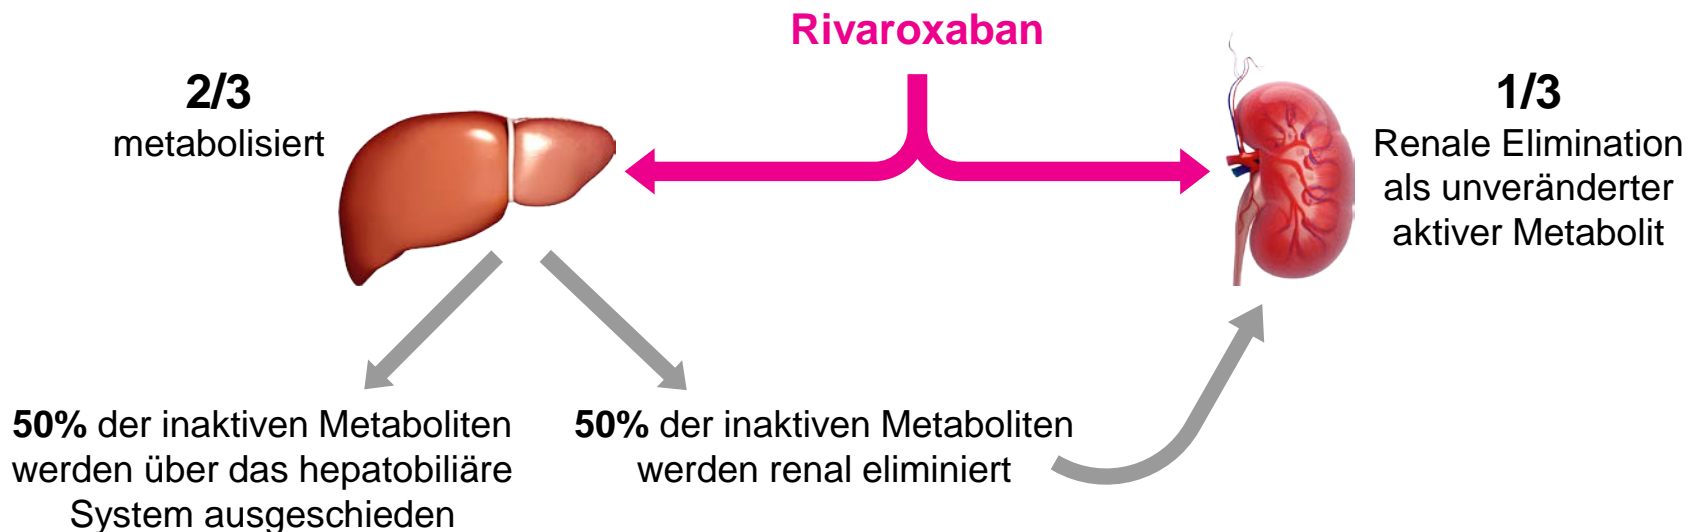 Rivaroxaban
2/3
metabolisiert
1/3
Renale Elimination
als unveränderter
aktiver Metabolit
50% der inaktiven Metaboliten
werden über das hepatobiliäre
System ausgeschieden
50% der inaktiven Metaboliten
werden renal eliminiert